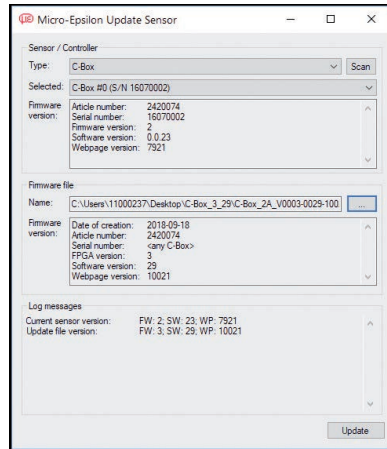 Micro-Epsilon Update Sensor
Sensor / Controller
Type: C-Box Scan
Selected: C-Box #0 (S/N 16070002)
Firmware version:
Article number: 2420074
Serial number: 16070002
Firmware version: 2
Software version: 0.0.23
Webpage version: 7921
Firmware file
Name: C:\Users\11000237\Desktop\C-Box_3_29\C-Box_2A_V0003-0029-100 ...
Firmware version:
Date of creation: 2018-09-18
Article number: 2420074
Serial number: <any C-Box>
FPGA version: 3
Software version: 29
Webpage version: 10021
Log messages
Current sensor version: FW: 2; SW: 23; WP: 7921
Update file version: FW: 3; SW: 29; WP: 10021
Update